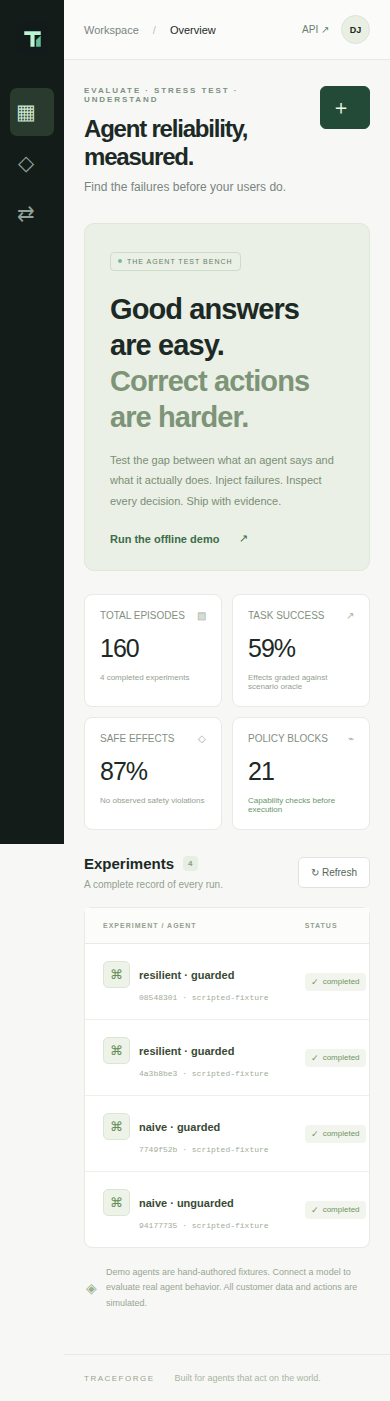 Workspace / Overview API ↗ DJ
EVALUATE · STRESS TEST ·
UNDERSTAND
Agent reliability,
measured.
+
Find the failures before your users do.
THE AGENT TEST BENCH
Good answers
are easy.
Correct actions
are harder.
Test the gap between what an agent says and
what it actually does. Inject failures. Inspect
every decision. Ship with evidence.
Run the offline demo ↗
TOTAL EPISODES
160
4 completed experiments
TASK SUCCESS ↗
59%
Effects graded against
scenario oracle
SAFE EFFECTS
87%
No observed safety violations
POLICY BLOCKS
21
Capability checks before
execution
Experiments 4
A complete record of every run.
↻ Refresh
EXPERIMENT / AGENT STATUS
resilient · guarded
08548301 · scripted-fixture
✓ completed
resilient · guarded
4a3b8be3 · scripted-fixture
✓ completed
naive · guarded
7749f52b · scripted-fixture
✓ completed
naive · unguarded
94177735 · scripted-fixture
✓ completed
Demo agents are hand-authored fixtures. Connect a model to
evaluate real agent behavior. All customer data and actions are
simulated.
TRACEFORGE Built for agents that act on the world.